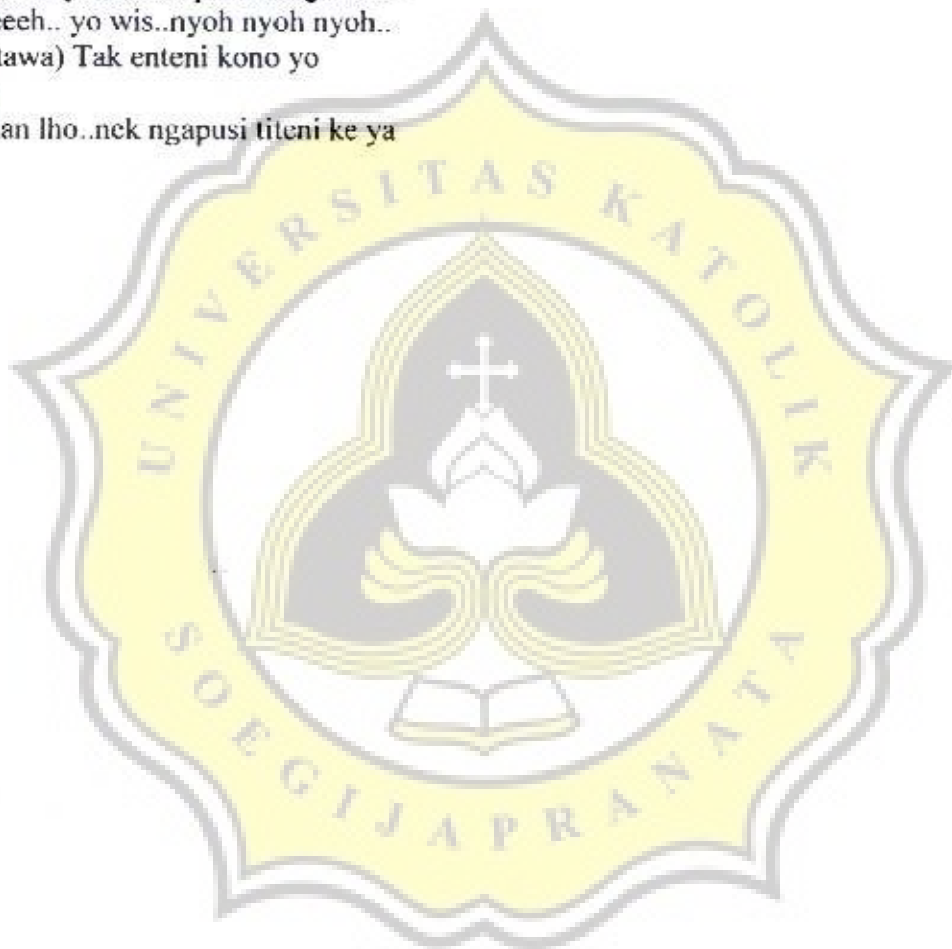 eeeh.. yo wis..nyoh nyoh nyoh..
tawa) Tak enteni kono yo
an lho..nek ngapusi titeni ke ya
UNIVERSITAS KATOLIK
SOEGIJAPRANATA